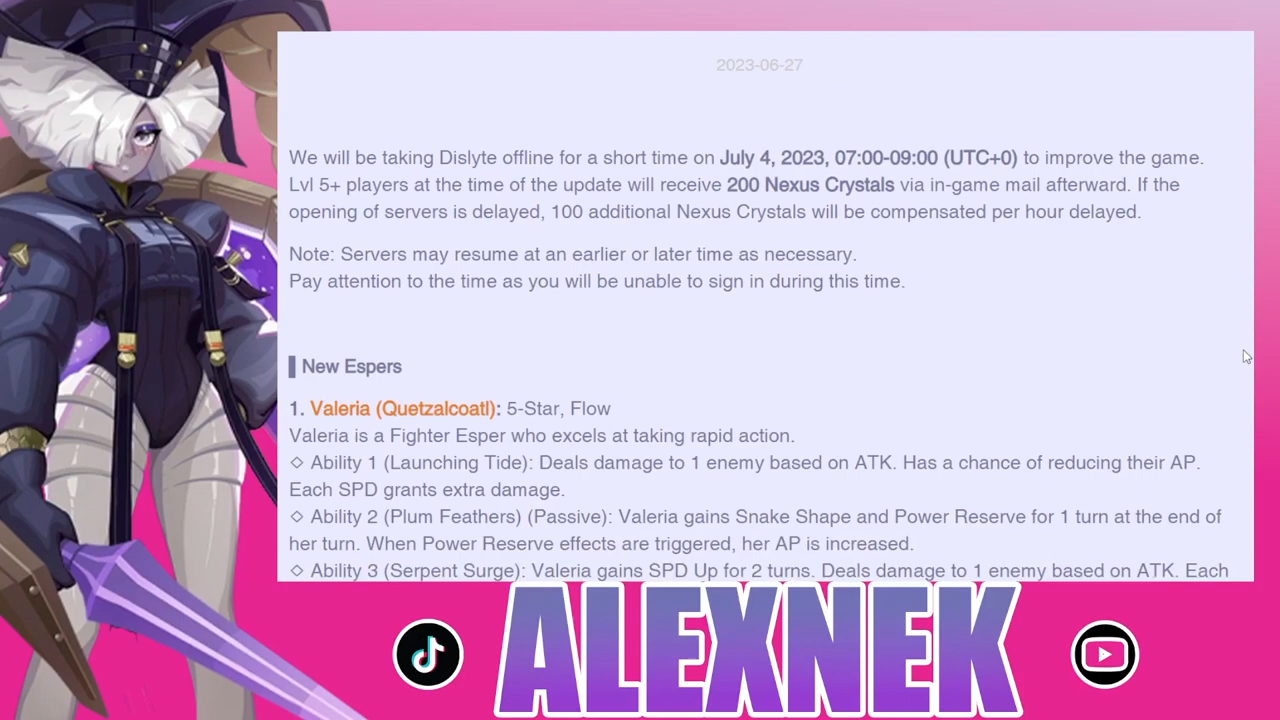 2023-06-27
We will be taking Dislyte offline for a short time on July 4, 2023, 07:00-09:00 (UTC+0) to improve the game.
Lvl 5+ players at the time of the update will receive 200 Nexus Crystals via in-game mail afterward. If the
opening of servers is delayed, 100 additional Nexus Crystals will be compensated per hour delayed.
Note: Servers may resume at an earlier or later time as necessary.
Pay attention to the time as you will be unable to sign in during this time.
New Espers
1. Valeria (Quetzalcoatl): 5-Star, Flow
Valeria is a Fighter Esper who excels at taking rapid action.
◇ Ability 1 (Launching Tide): Deals damage to 1 enemy based on ATK. Has a chance of reducing their AP.
Each SPD grants extra damage.
◇ Ability 2 (Plum Feathers) (Passive): Valeria gains Snake Shape and Power Reserve for 1 turn at the end of
her turn. When Power Reserve effects are triggered, her AP is increased.
◇ Ability 3 (Serpent Surge): Valeria gains SPD Up for 2 turns. Deals damage to 1 enemy based on ATK. Each
ALEXNEK